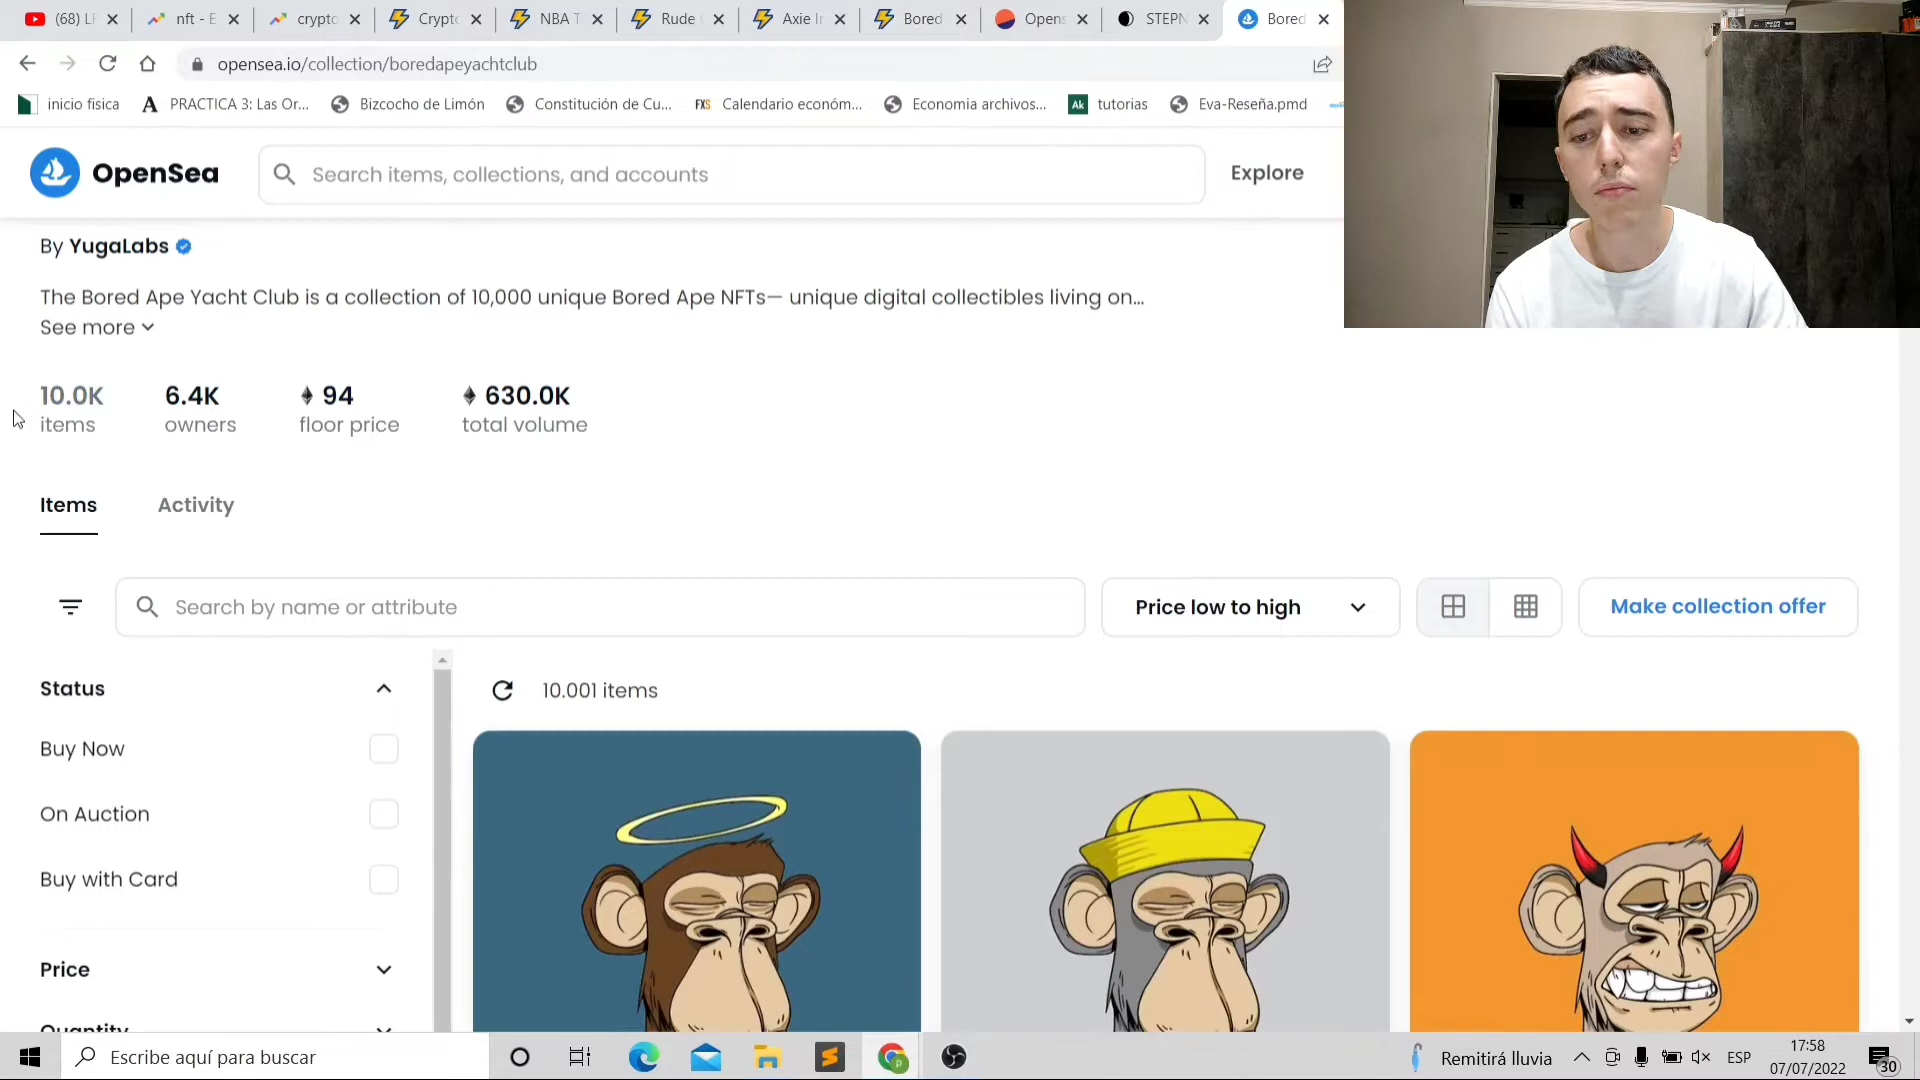 (68) LF
nft - E
crypto
Crypto
NBA T
Rude
Axie In
Bored
Opens
STEPN
Bored
opensea.io/collection/boredapeyachtclub
inicio fisica
A PRACTICA 3: Las Or...
Bizcocho de Limón
Constitución de Cu...
FXS Calendario económ...
Economia archivos...
Ak tutorias
Eva-Reseña.pmd
OpenSea
Search items, collections, and accounts
Explore
By YugaLabs
The Bored Ape Yacht Club is a collection of 10,000 unique Bored Ape NFTs— unique digital collectibles living on...
See more
10.0K 6.4K 94 630.0K
items owners floor price total volume
Items Activity
Search by name or attribute
Price low to high
Make collection offer
Status
10.001 items
Buy Now
On Auction
Buy with Card
Price
Quantity
Escribe aquí para buscar
Remitirá lluvia
ESP
17:58
07/07/2022
30